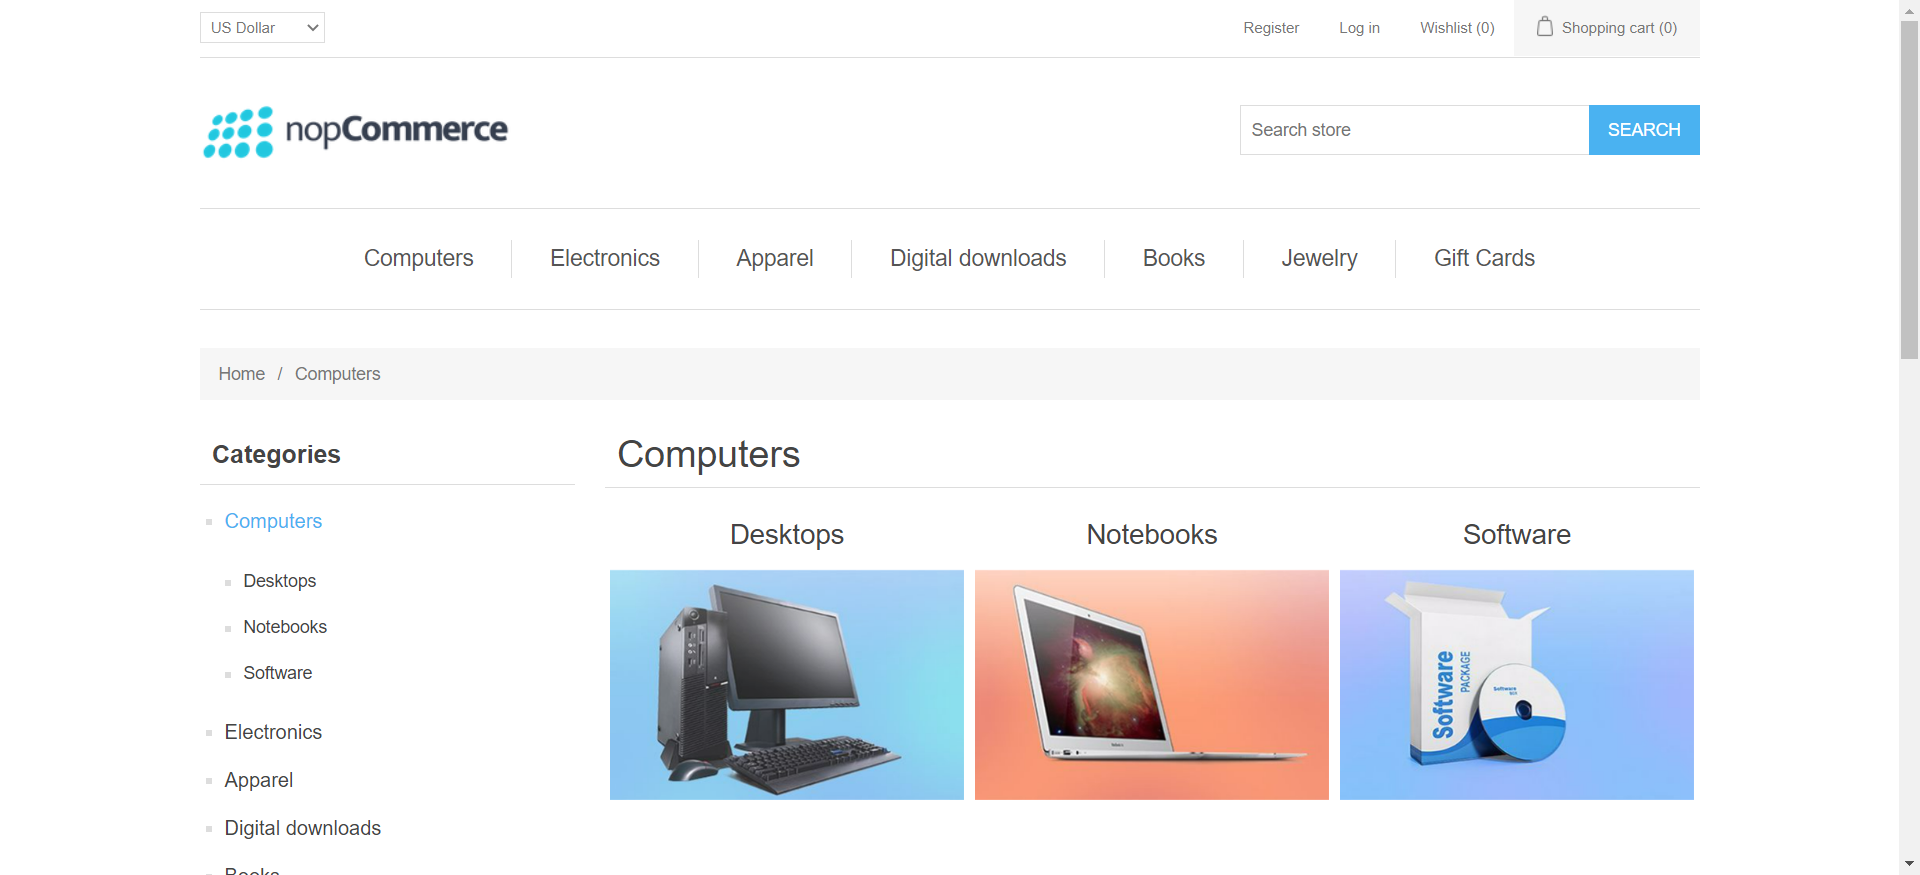 US Dollar
Register
Log in
Wishlist (0)
Shopping cart (0)
nopCommerce
Search store
SEARCH
Computers
Electronics
Apparel
Digital downloads
Books
Jewelry
Gift Cards
Home / Computers
Categories
Computers
Desktops
Notebooks
Software
Electronics
Apparel
Digital downloads
Books
Computers
Desktops
Notebooks
Software
Software
PACKAGE
Software